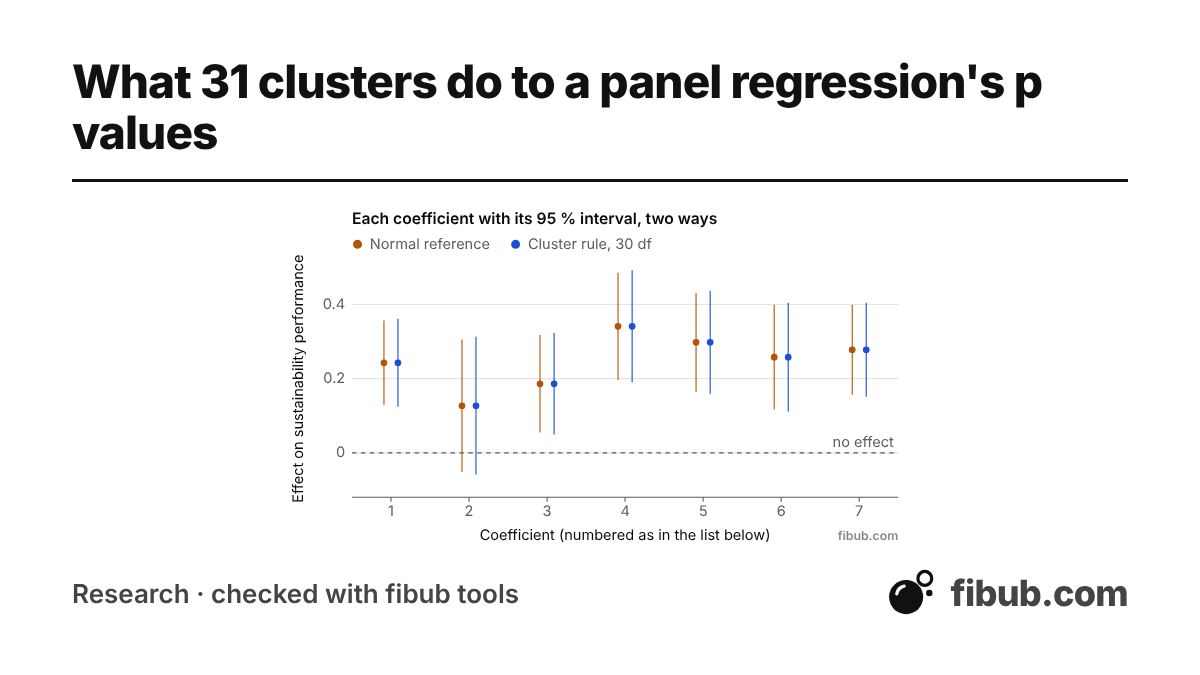 What 31 clusters do to a panel regression's p
values
Each coefficient with its 95 % interval, two ways
Normal reference
Cluster rule, 30 df
Effect on sustainability performance
0.4
0.2
0
no effect
1 2 3 4 5 6 7
Coefficient (numbered as in the list below)
fibub.com
Research · checked with fibub tools
fibub.com